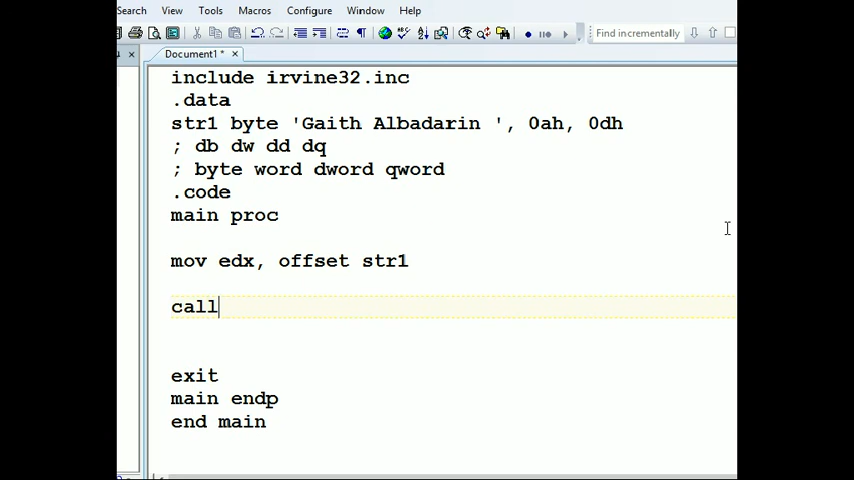 Search View Tools Macros Configure Window Help
Find incrementally
Document1 *
include irvine32.inc
.data
str1 byte 'Gaith Albadarin ', 0ah, 0dh
; db dw dd dq
; byte word dword qword
.code
main proc
mov edx, offset str1
call
exit
main endp
end main